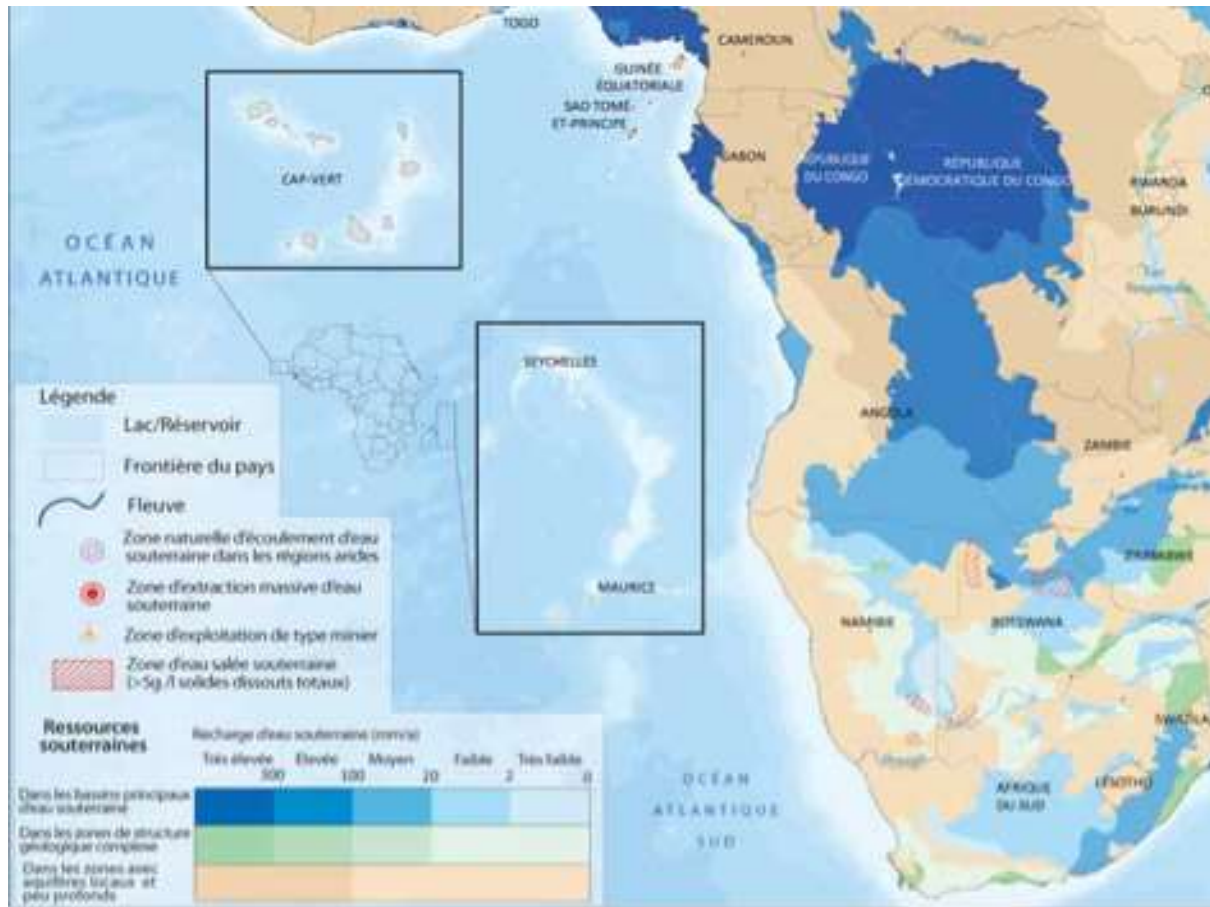 TOGO
CAMEROUN
GUINÉE
ÉQUATORIALE
SAO TOMÉ-
ET-PRINCIPE
GABON
RÉPUBLIQUE
DU CONGO
RÉPUBLIQUE
DÉMOCRATIQUE DU CONGO
RWANDA
BURUNDI
CAP-VERT
OCÉAN
ATLANTIQUE
SEYCHELLES
MAURICE
ANGOLA
ZAMBIE
ZIMBABWE
NAMIBIE
BOTSWANA
SWAZILA
AFRIQUE
DU SUD
LÉSOTHO
OCÉAN
ATLANTIQUE
SUD
Légende
Lac/Réservoir
Frontière du pays
Fleuve
Zone naturelle d'écoulement d'eau
souterraine dans les régions arides
Zone d'extraction massive d'eau
souterraine
Zone d'exploitation de type minier
Zone d'eau salée souterraine
(>5g /l solides dissouts totaux)
Ressources
souterraines
Recharge d'eau souterraine (mm/a)
Très élevée Elevée Moyen Faible Très faible
300 100 20 2 0
Dans les bassins principaux
d'eau souterraine
Dans les zones de structure
géologique complexe
Dans les zones avec
aquifères locaux et
peu profonds